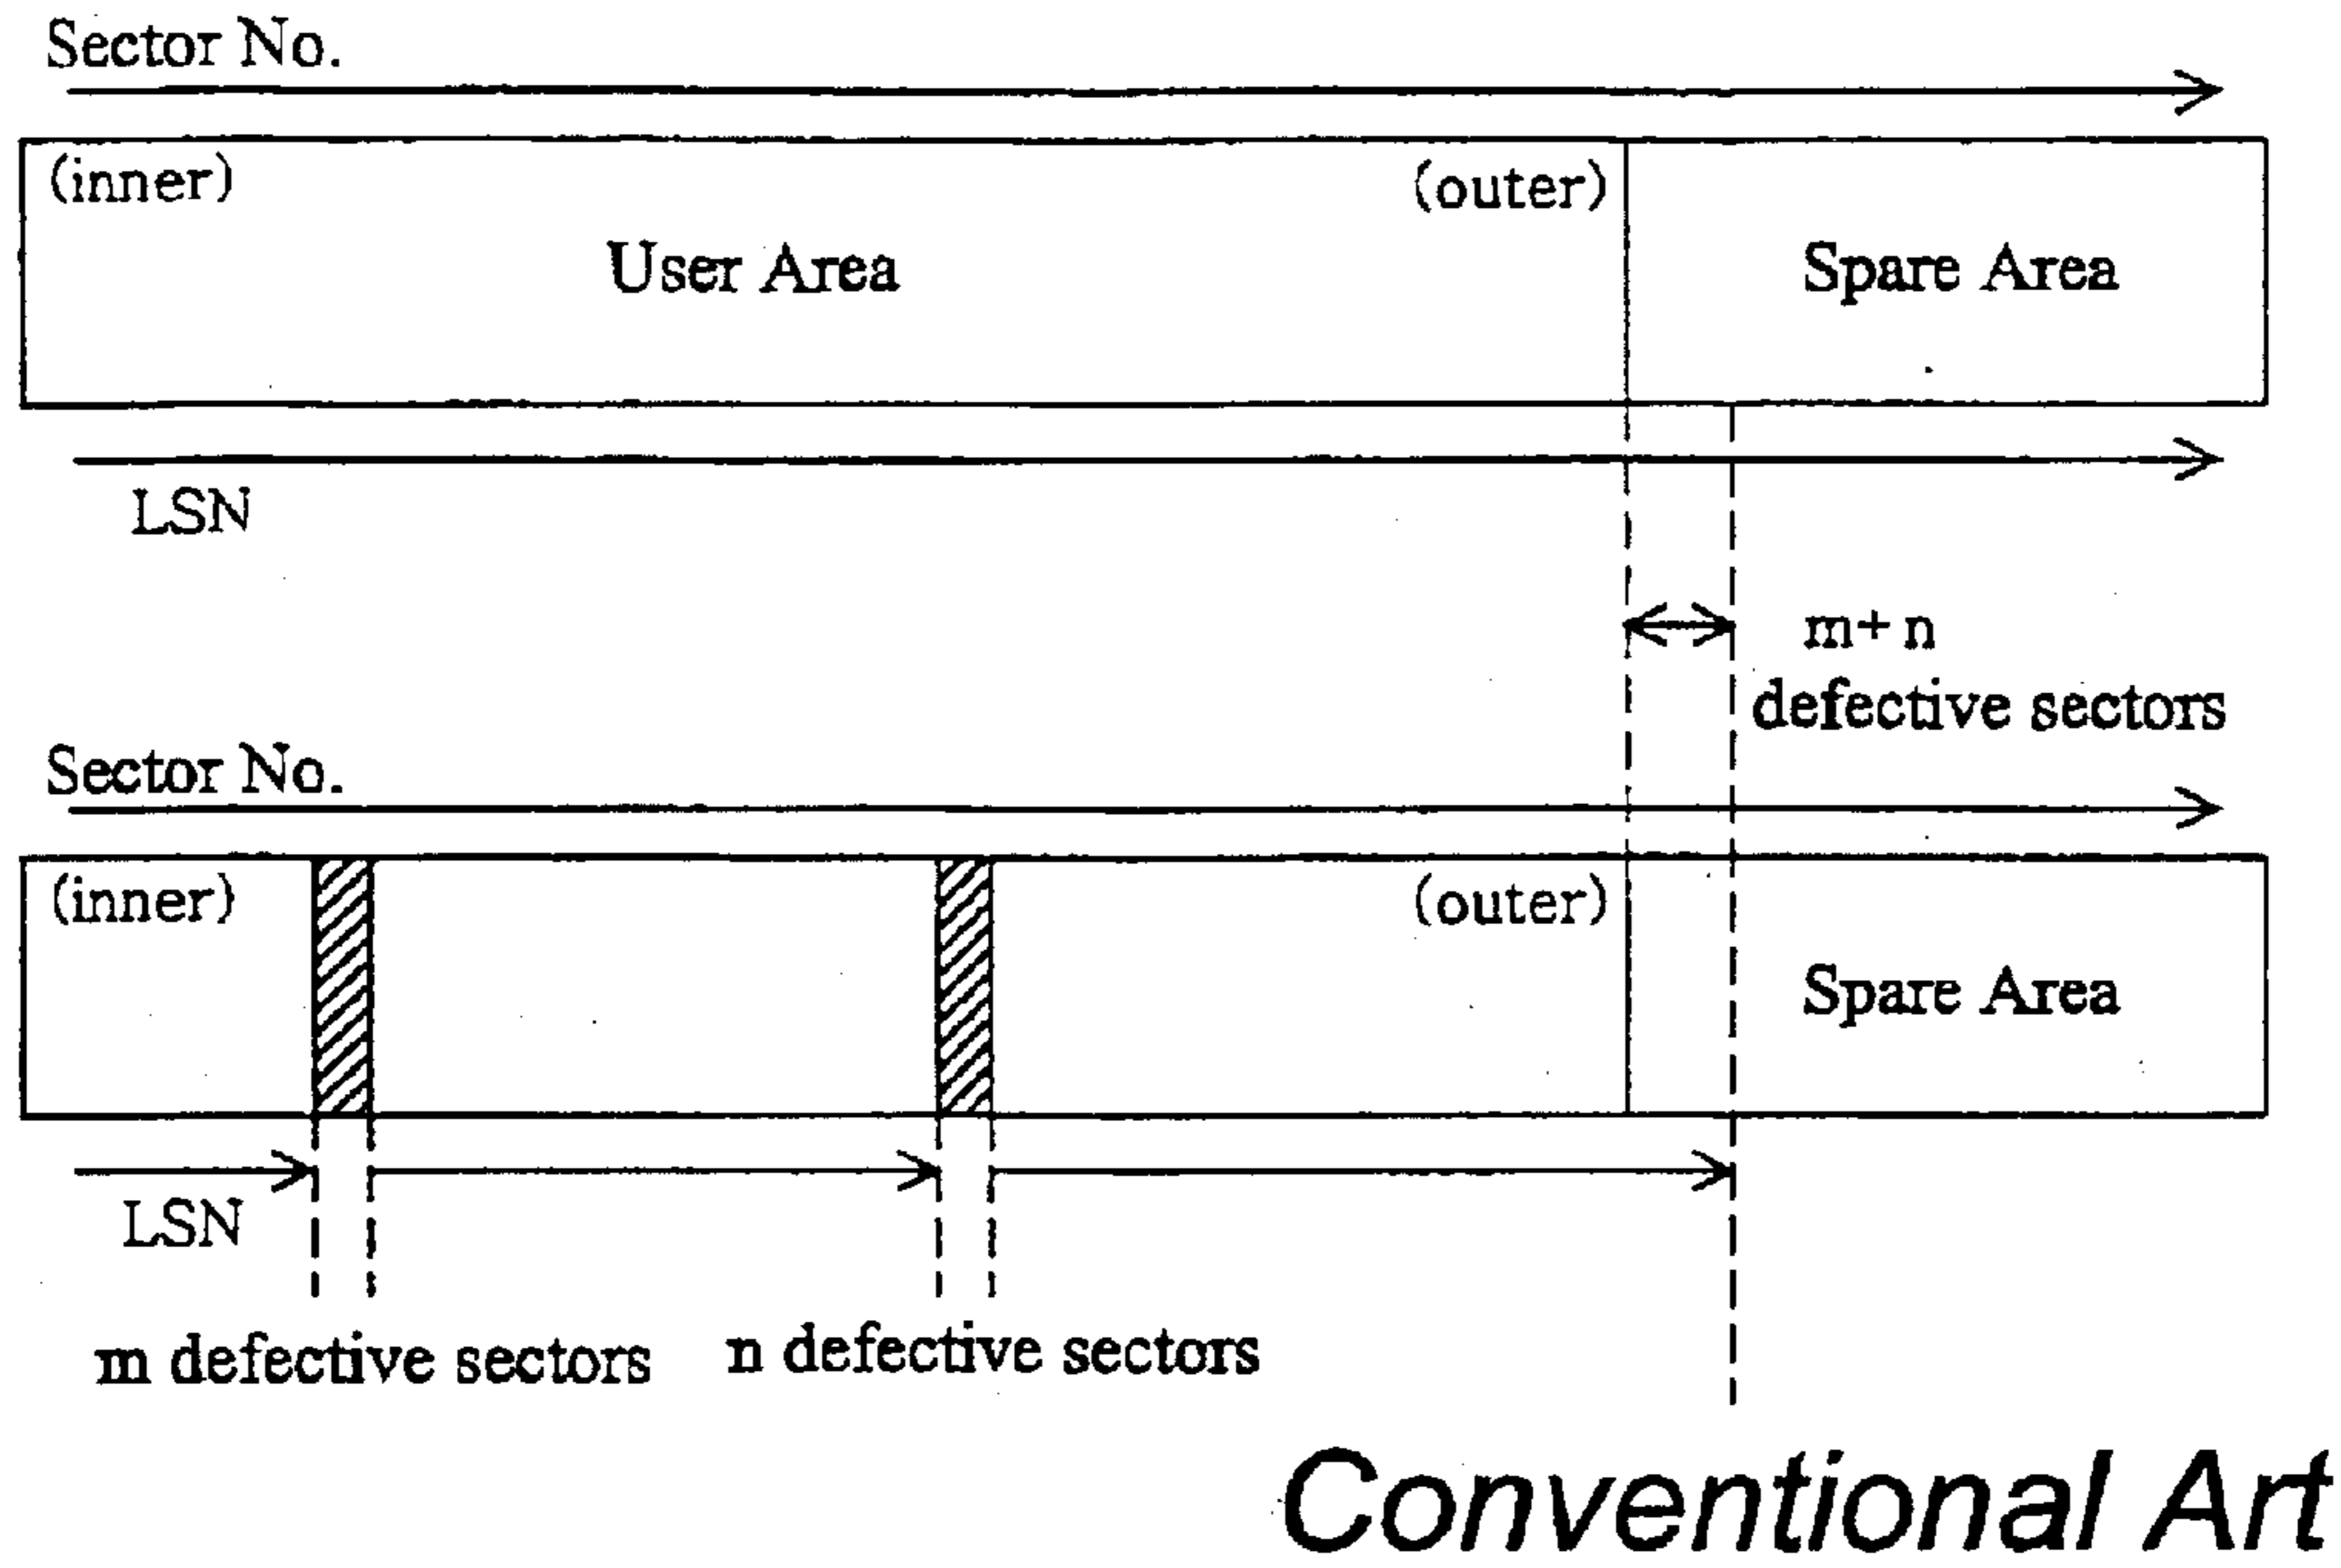 Sector No.
(inner)
(outer)
User Area
Spare Area
LSN
m+n
defective sectors
Sector No.
(inner)
(outer)
Spare Area
LSN
m defective sectors
n defective sectors
Conventional Art